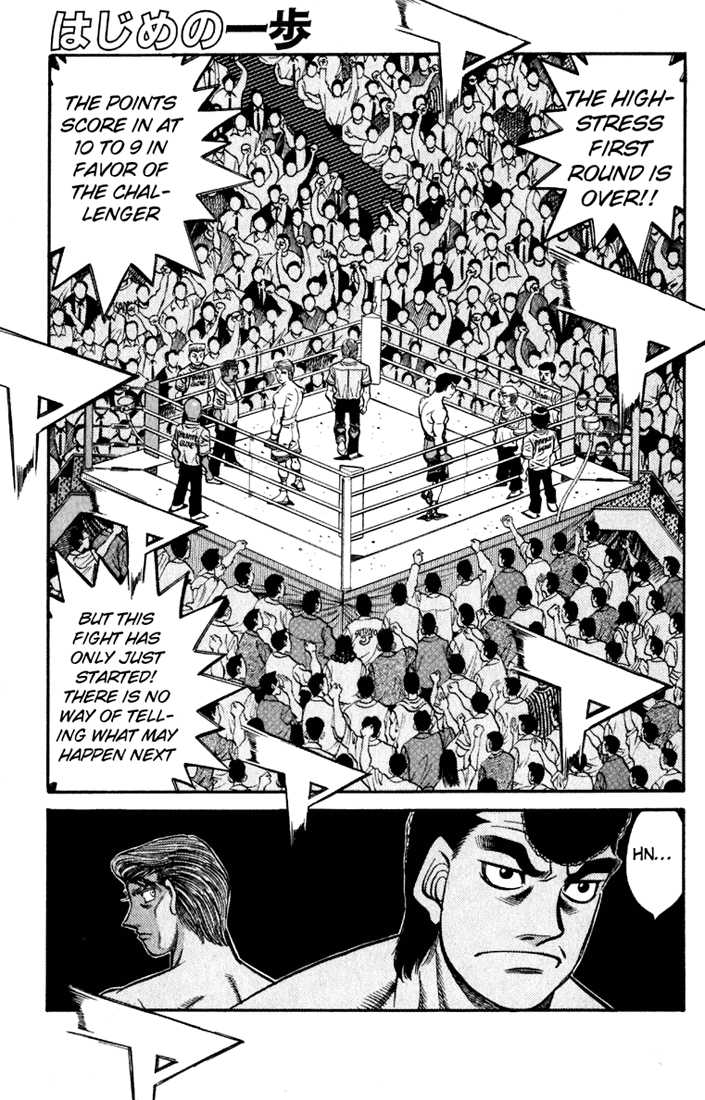 はじめの一歩
THE HIGH-
STRESS
FIRST
ROUND IS
OVER!!
THE POINTS
SCORE IN AT
10 TO 9 IN
FAVOR OF
THE CHAL-
LENGER
BUT THIS
FIGHT HAS
ONLY JUST
STARTED!
THERE IS NO
WAY OF TELL-
ING WHAT MAY
HAPPEN NEXT
HN...